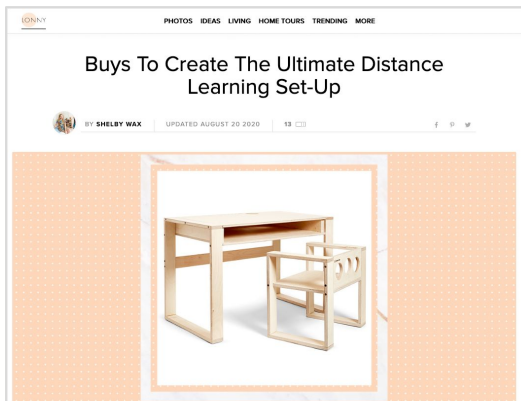 LONNY
PHOTOS IDEAS LIVING HOME TOURS TRENDING MORE
Buys To Create The Ultimate Distance
Learning Set-Up
BY SHELBY WAX UPDATED AUGUST 20 2020 13